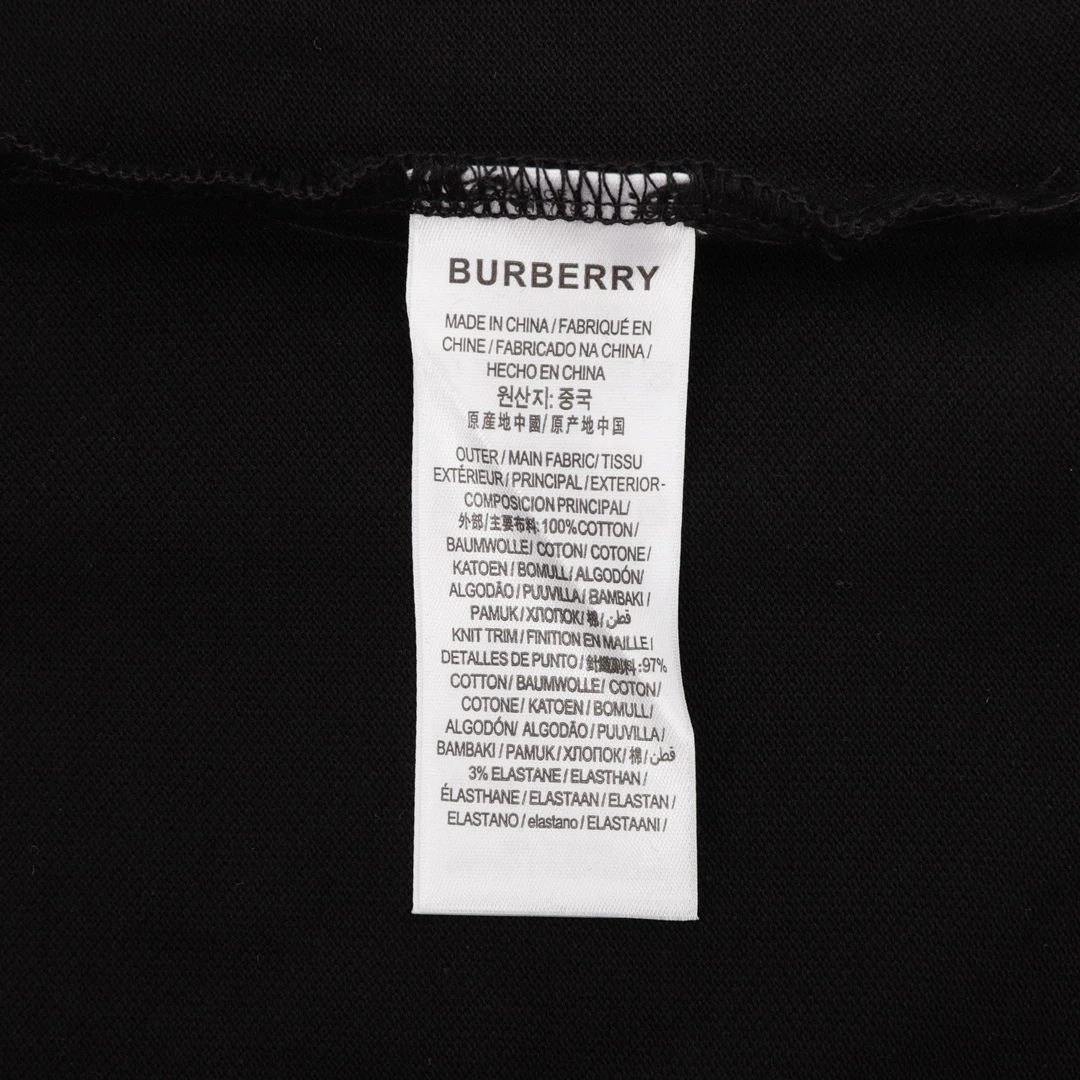 BURBERRY
MADE IN CHINA / FABRIQUÉ EN
CHINE / FABRICADO NA CHINA /
HECHO EN CHINA
원산지: 중국
原産地中國/ 原产地中国
OUTER / MAIN FABRIC/ TISSU
EXTÉRIEUR / PRINCIPAL / EXTERIOR-
COMPOSICION PRINCIPAL/
外部/主要布料:100%COTTON /
BAUMWOLLE/ COTON/ COTONE /
KATOEN / BOMULL / ALGODÓN/
ALGODÃO / PUUVILLA / BAMBAKI /
PAMUK / ХЛОПОК/ 棉 / قطن
KNIT TRIM / FINITION EN MAILLE /
DETALLES DE PUNTO / :97%
COTTON / BAUMWOLLE/ COTON /
COTONE / KATOEN / BOMULL /
ALGODÓN/ ALGODÃO / PUUVILLA /
BAMBAKI / PAMUK / ХЛОПОК / 棉 / قطن
3% ELASTANE / ELASTHAN /
ÉLASTHANE / ELASTAAN / ELASTAN /
ELASTANO / elastano / ELASTAANI /